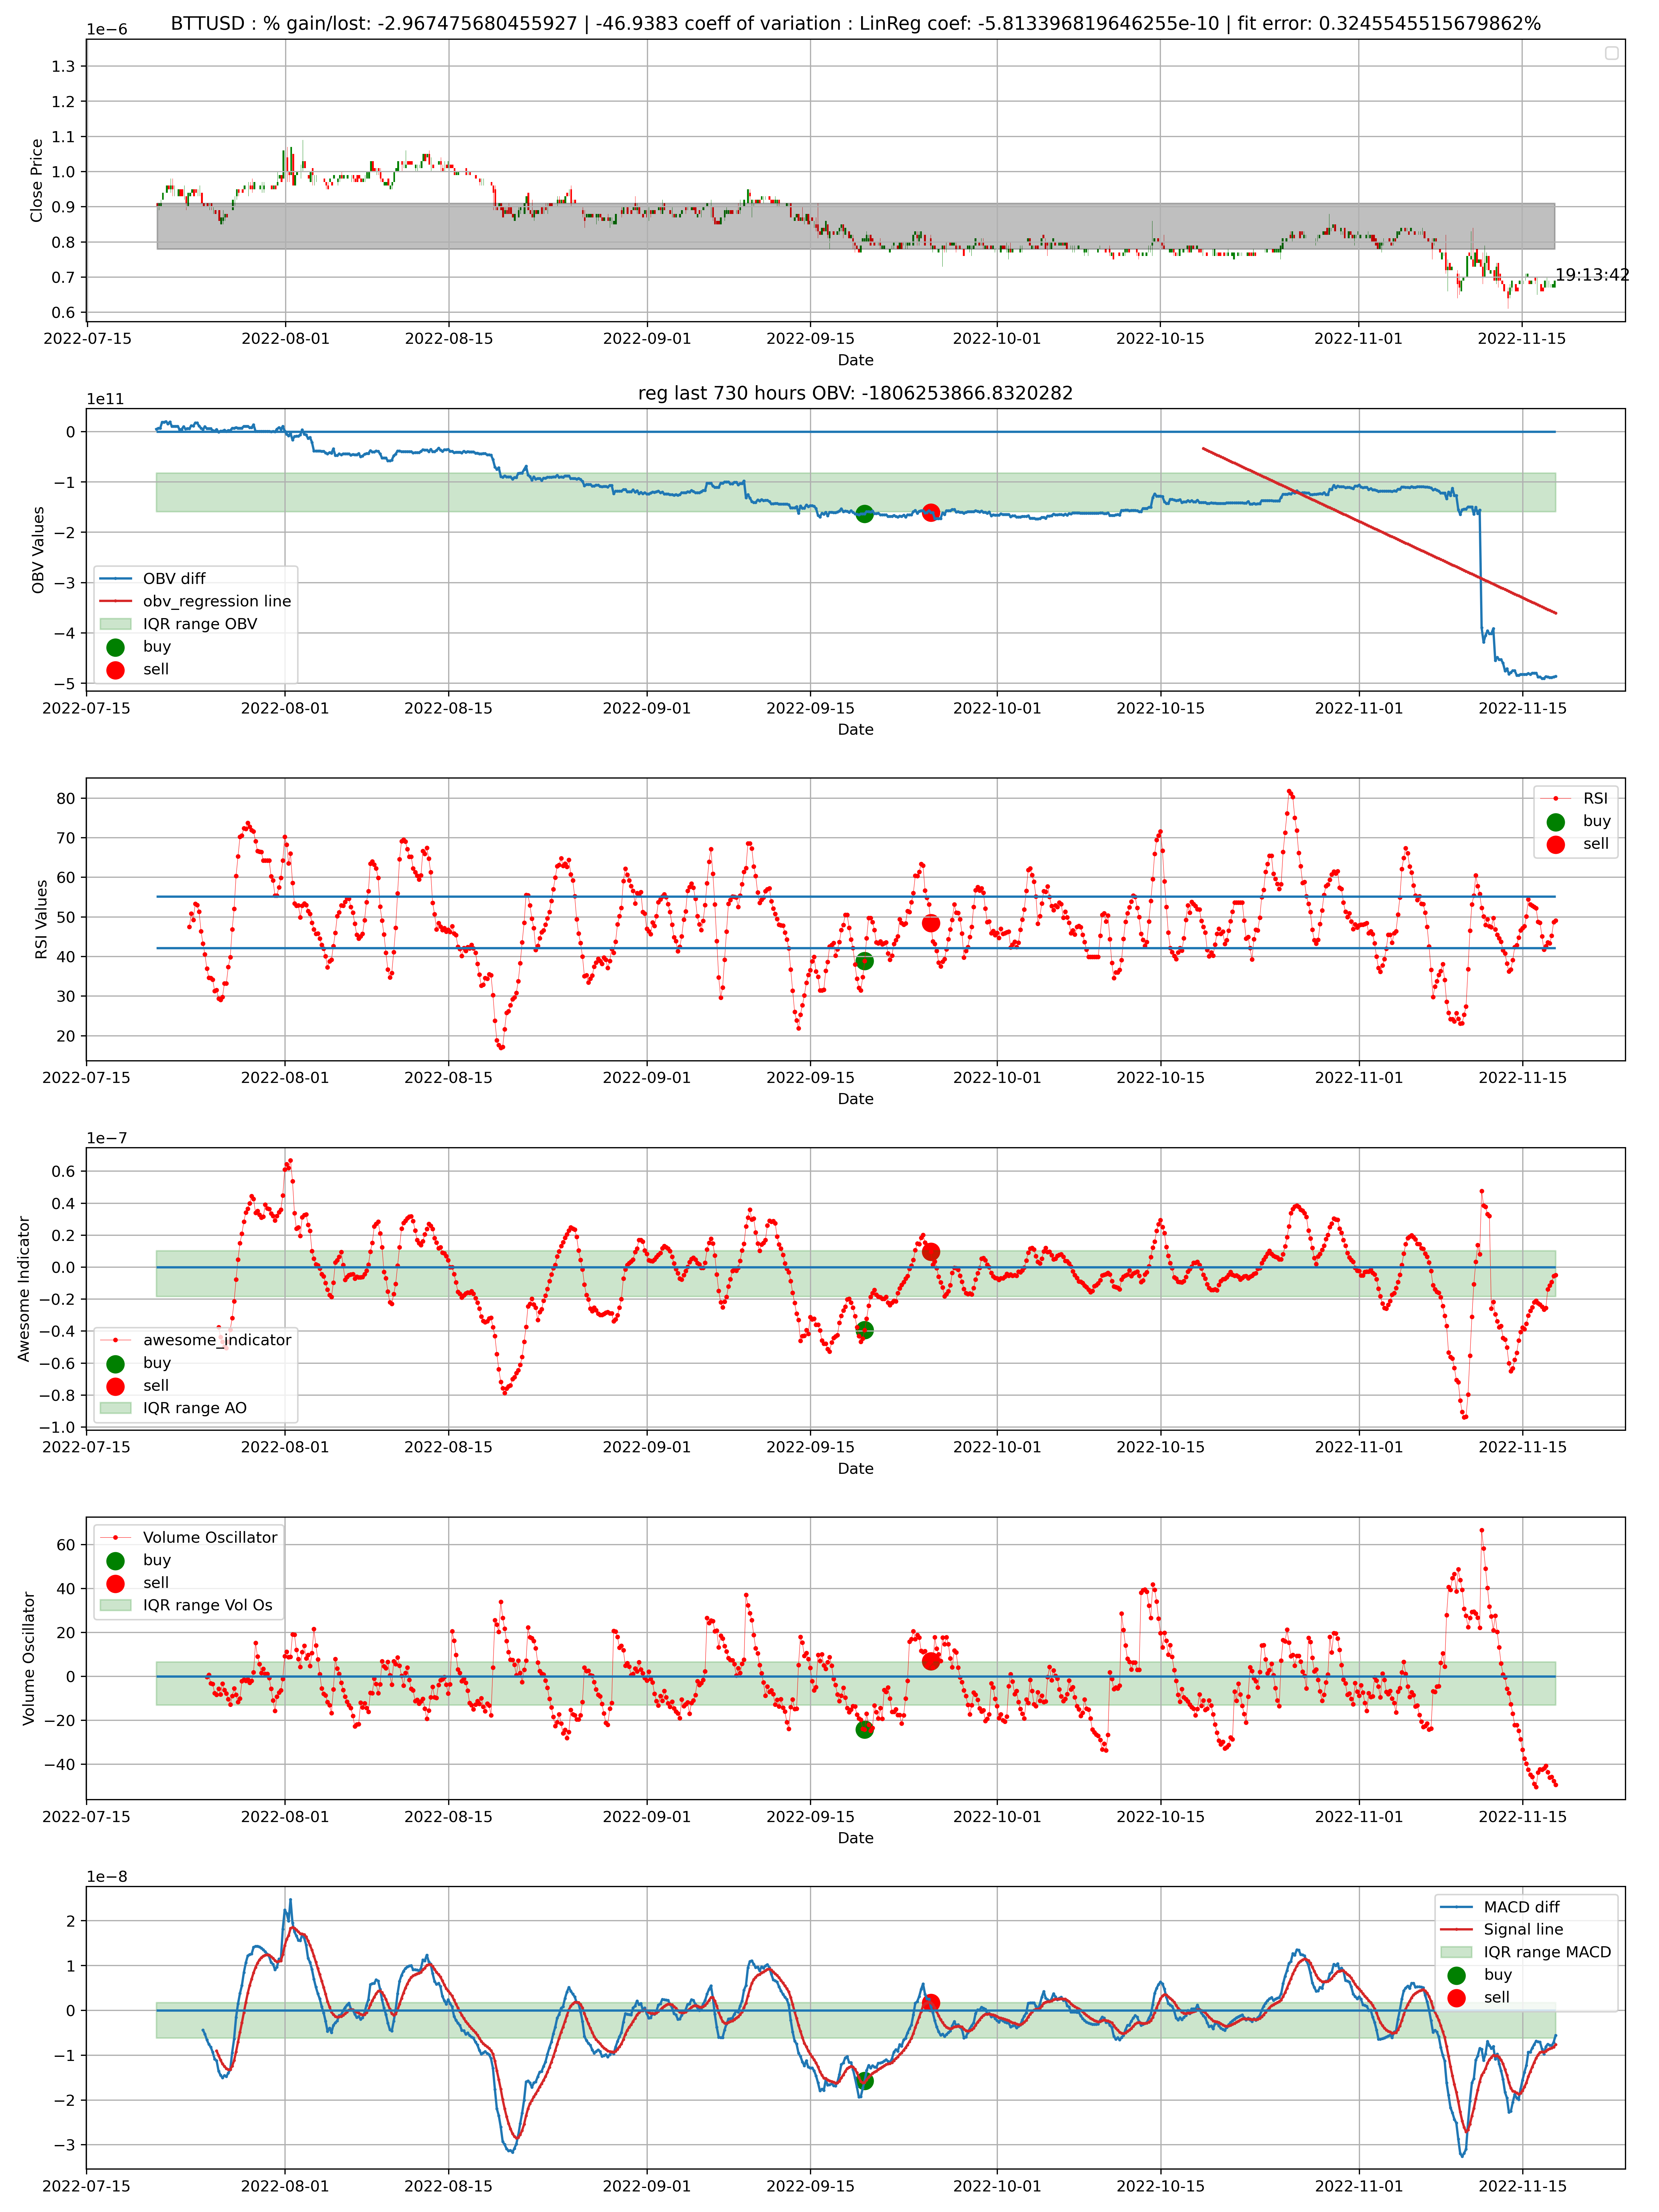 BTTUSD : % gain/lost: -2.967475680455927 | -46.9383 coeff of variation : LinReg coef: -5.813396819646255e-10 | fit error: 0.3245545515679862%
1e−6
1.3
1.2
1.1
1.0
0.9
0.8
0.7
0.6
Close Price
19:13:42
2022-07-15 2022-08-01 2022-08-15 2022-09-01 2022-09-15 2022-10-01 2022-10-15 2022-11-01 2022-11-15
Date
reg last 730 hours OBV: -1806253866.8320282
1e11
0
−1
−2
−3
−4
−5
OBV Values
OBV diff
obv_regression line
IQR range OBV
buy
sell
2022-07-15 2022-08-01 2022-08-15 2022-09-01 2022-09-15 2022-10-01 2022-10-15 2022-11-01 2022-11-15
Date
80
70
60
50
40
30
20
RSI Values
RSI
buy
sell
2022-07-15 2022-08-01 2022-08-15 2022-09-01 2022-09-15 2022-10-01 2022-10-15 2022-11-01 2022-11-15
Date
1e−7
0.6
0.4
0.2
0.0
−0.2
−0.4
−0.6
−0.8
−1.0
Awesome Indicator
awesome_indicator
buy
sell
IQR range AO
2022-07-15 2022-08-01 2022-08-15 2022-09-01 2022-09-15 2022-10-01 2022-10-15 2022-11-01 2022-11-15
Date
60
40
20
0
−20
−40
Volume Oscillator
Volume Oscillator
buy
sell
IQR range Vol Os
2022-07-15 2022-08-01 2022-08-15 2022-09-01 2022-09-15 2022-10-01 2022-10-15 2022-11-01 2022-11-15
Date
1e−8
2
1
0
−1
−2
−3
MACD diff
Signal line
IQR range MACD
buy
sell
2022-07-15 2022-08-01 2022-08-15 2022-09-01 2022-09-15 2022-10-01 2022-10-15 2022-11-01 2022-11-15